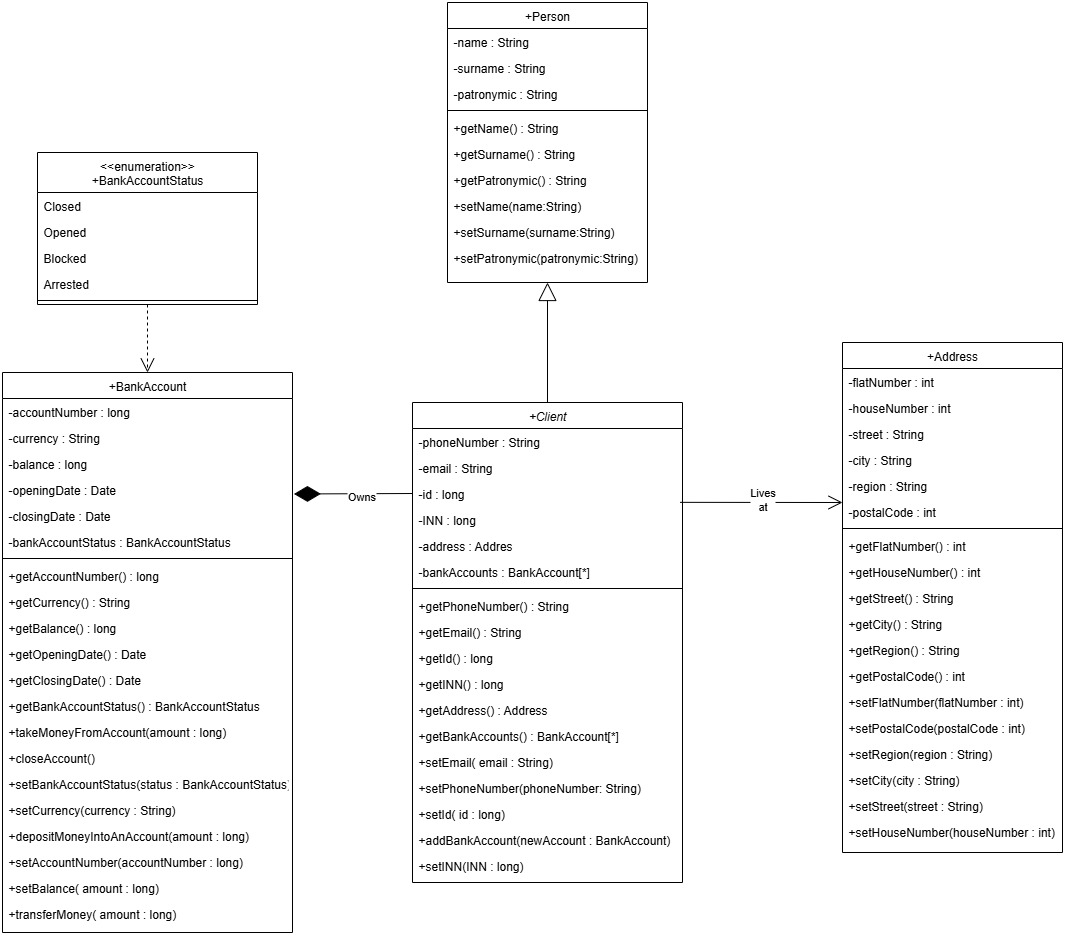 +Person
-name : String
-surname : String
-patronymic : String
+getName() : String
+getSurname() : String
+getPatronymic() : String
+setName(name:String)
+setSurname(surname:String)
+setPatronymic(patronymic:String)
<<enumeration>>
+BankAccountStatus
Closed
Opened
Blocked
Arrested
+BankAccount
-accountNumber : long
-currency : String
-balance : long
-openingDate : Date
-closingDate : Date
-bankAccountStatus : BankAccountStatus
+getAccountNumber() : long
+getCurrency() : String
+getBalance() : long
+getOpeningDate() : Date
+getClosingDate() : Date
+getBankAccountStatus() : BankAccountStatus
+takeMoneyFromAccount(amount : long)
+closeAccount()
+setBankAccountStatus(status : BankAccountStatus)
+setCurrency(currency : String)
+depositMoneyIntoAnAccount(amount : long)
+setAccountNumber(accountNumber : long)
+setBalance( amount : long)
+transferMoney( amount : long)
Owns
+Client
-phoneNumber : String
-email : String
-id : long
-INN : long
-address : Addres
-bankAccounts : BankAccount[*]
+getPhoneNumber() : String
+getEmail() : String
+getId() : long
+getINN() : long
+getAddress() : Address
+getBankAccounts() : BankAccount[*]
+setEmail( email : String)
+setPhoneNumber(phoneNumber: String)
+setId( id : long)
+addBankAccount(newAccount : BankAccount)
+setINN(INN : long)
Lives
at
+Address
-flatNumber : int
-houseNumber : int
-street : String
-city : String
-region : String
-postalCode : int
+getFlatNumber() : int
+getHouseNumber() : int
+getStreet() : String
+getCity() : String
+getRegion() : String
+getPostalCode() : int
+setFlatNumber(flatNumber : int)
+setPostalCode(postalCode : int)
+setRegion(region : String)
+setCity(city : String)
+setStreet(street : String)
+setHouseNumber(houseNumber : int)